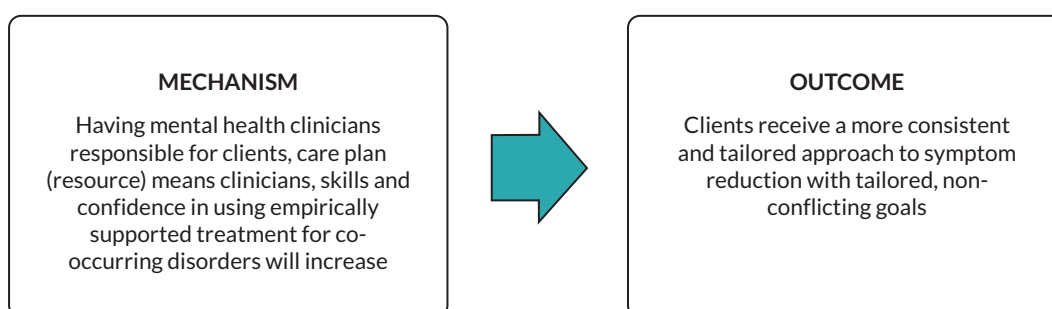 MECHANISM
Having mental health clinicians
responsible for clients, care plan
(resource) means clinicians, skills and
confidence in using empirically
supported treatment for co-
occurring disorders will increase
OUTCOME
Clients receive a more consistent
and tailored approach to symptom
reduction with tailored, non-
conflicting goals